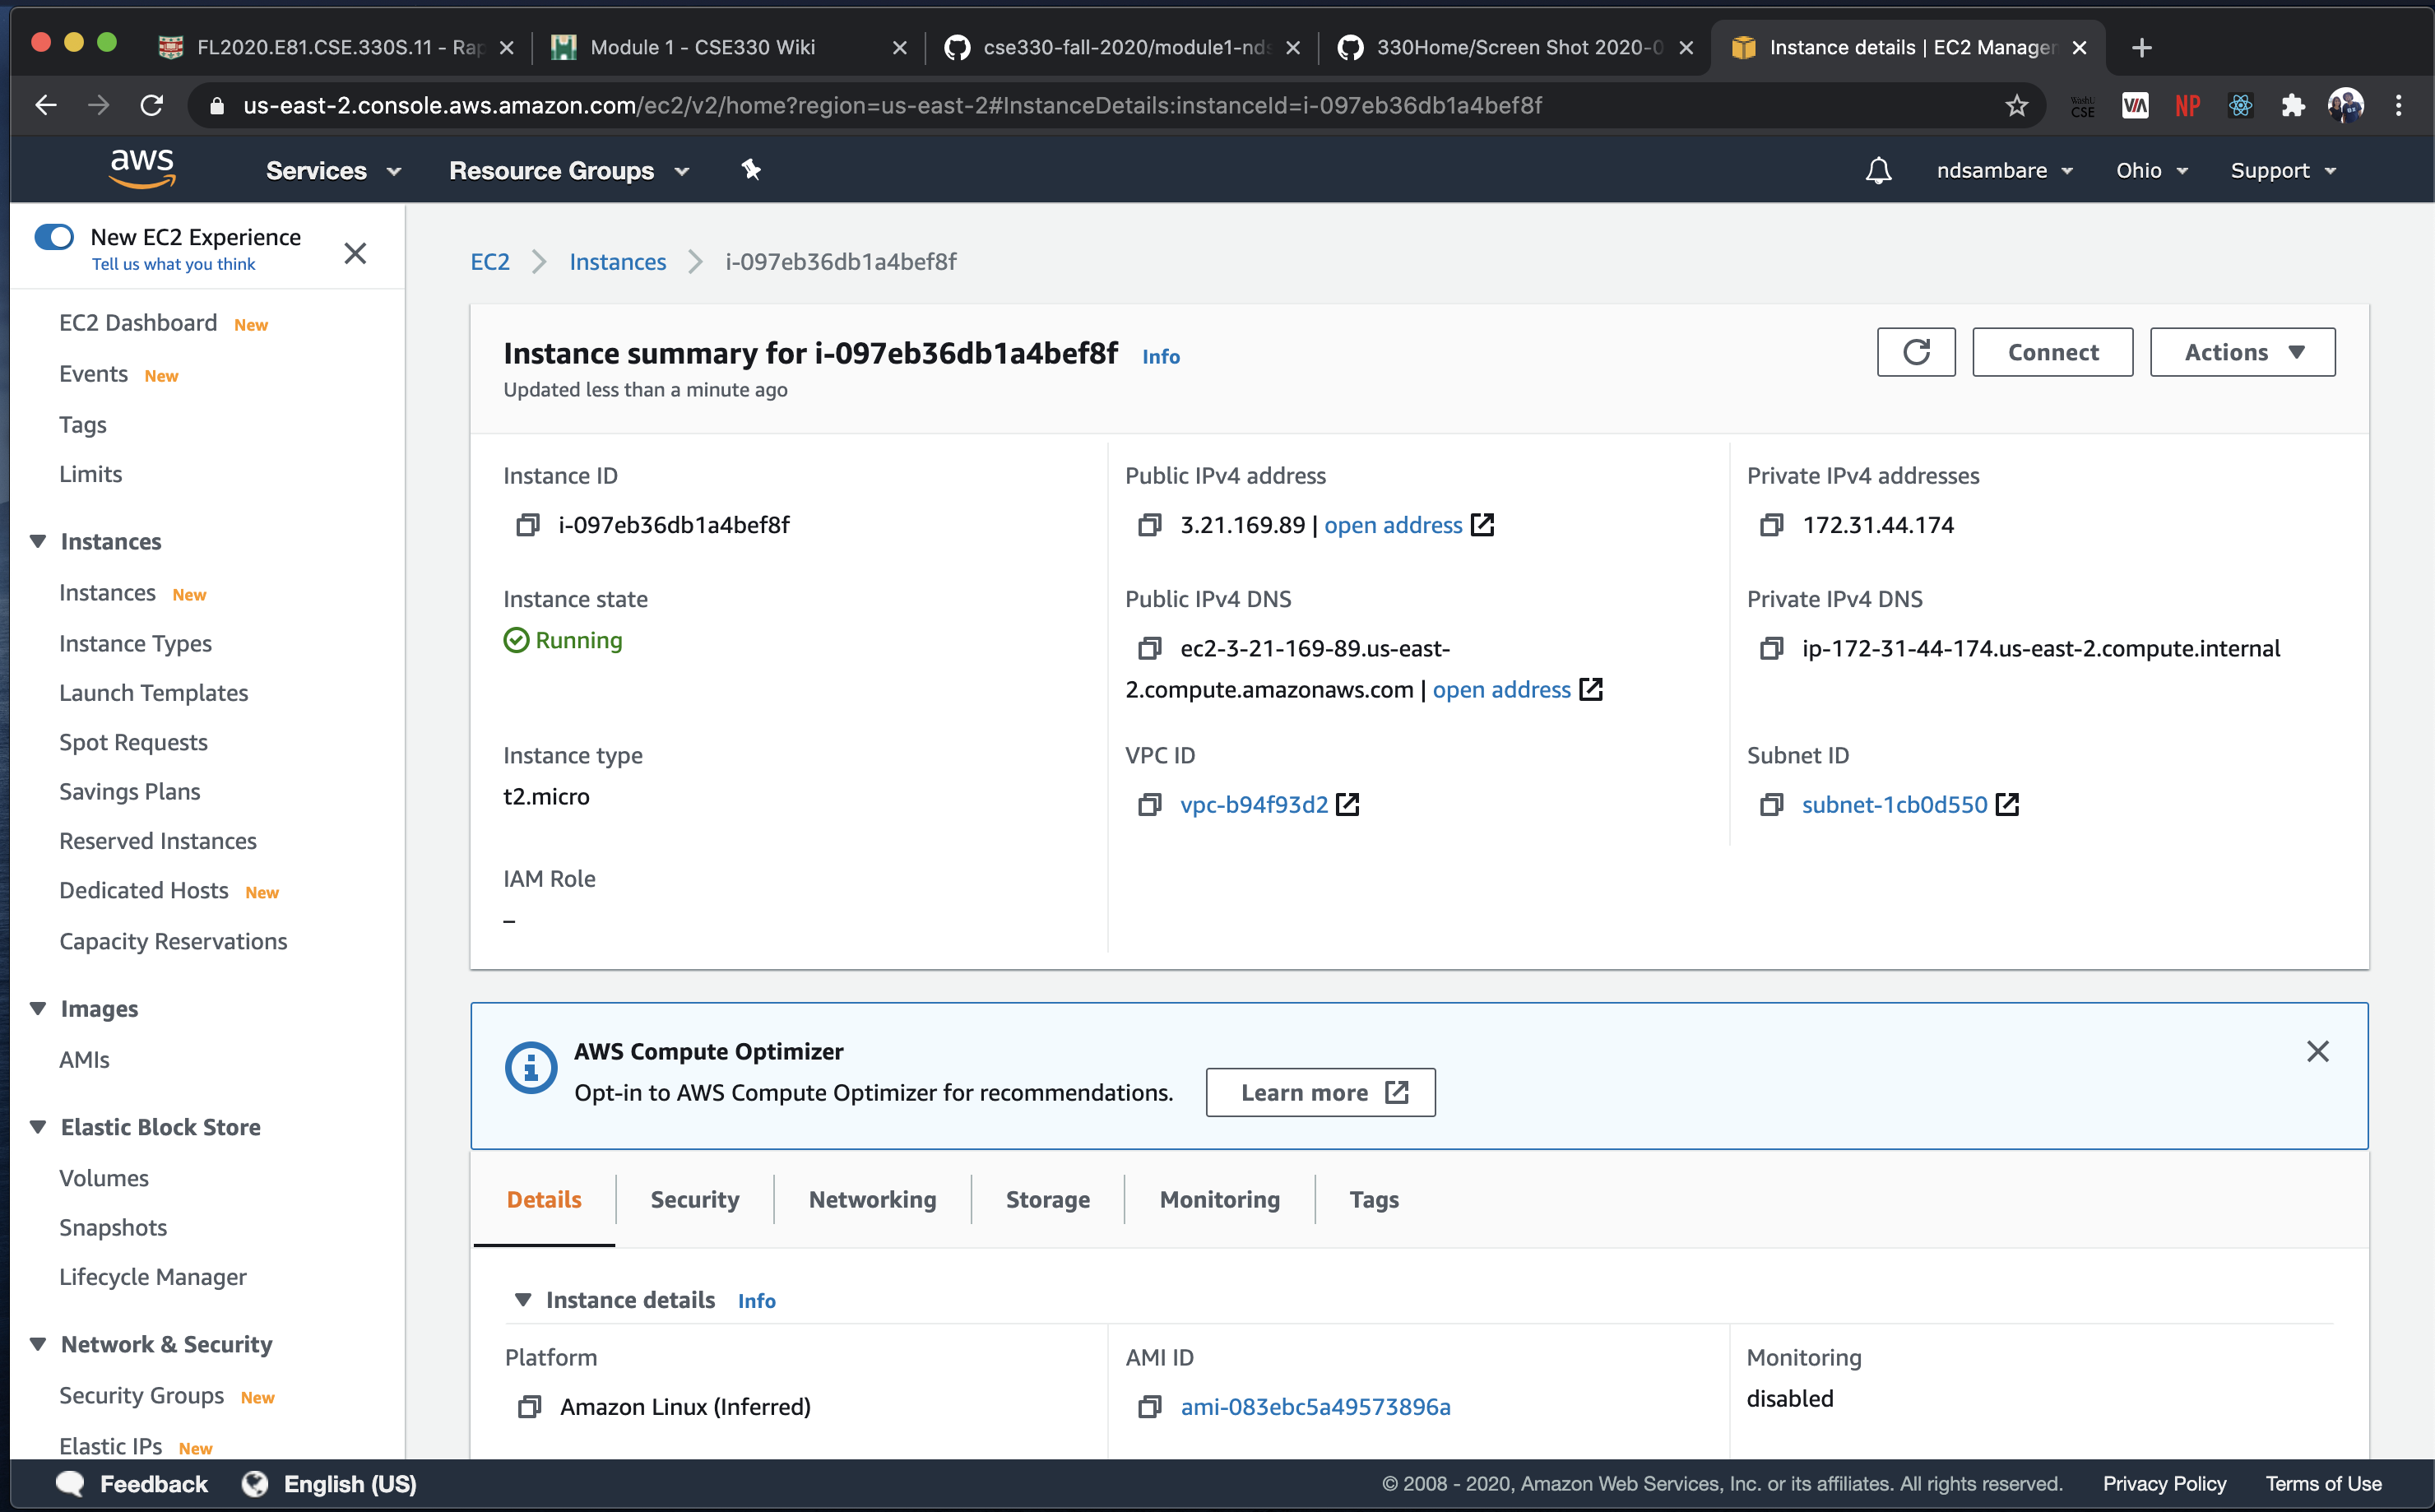 FL2020.E81.CSE.330S.11 - Rap
Module 1 - CSE330 Wiki
cse330-fall-2020/module1-nds
330Home/Screen Shot 2020-0
Instance details | EC2 Manager
us-east-2.console.aws.amazon.com/ec2/v2/home?region=us-east-2#InstanceDetails:instanceId=i-097eb36db1a4bef8f
WashU
CSE
VIA
NP
aws
Services
Resource Groups
ndsambare
Ohio
Support
New EC2 Experience
Tell us what you think
EC2 Dashboard New
Events New
Tags
Limits
Instances
Instances New
Instance Types
Launch Templates
Spot Requests
Savings Plans
Reserved Instances
Dedicated Hosts New
Capacity Reservations
Images
AMIs
Elastic Block Store
Volumes
Snapshots
Lifecycle Manager
Network & Security
Security Groups New
Elastic IPs New
EC2
Instances
i-097eb36db1a4bef8f
Instance summary for i-097eb36db1a4bef8f Info
Updated less than a minute ago
Connect
Actions
Instance ID
i-097eb36db1a4bef8f
Public IPv4 address
3.21.169.89 | open address
Private IPv4 addresses
172.31.44.174
Instance state
Running
Public IPv4 DNS
ec2-3-21-169-89.us-east-
2.compute.amazonaws.com | open address
Private IPv4 DNS
ip-172-31-44-174.us-east-2.compute.internal
Instance type
t2.micro
VPC ID
vpc-b94f93d2
Subnet ID
subnet-1cb0d550
IAM Role
–
AWS Compute Optimizer
Opt-in to AWS Compute Optimizer for recommendations.
Learn more
Details
Security
Networking
Storage
Monitoring
Tags
Instance details Info
Platform
Amazon Linux (Inferred)
AMI ID
ami-083ebc5a49573896a
Monitoring
disabled
Feedback
English (US)
© 2008 - 2020, Amazon Web Services, Inc. or its affiliates. All rights reserved.
Privacy Policy
Terms of Use